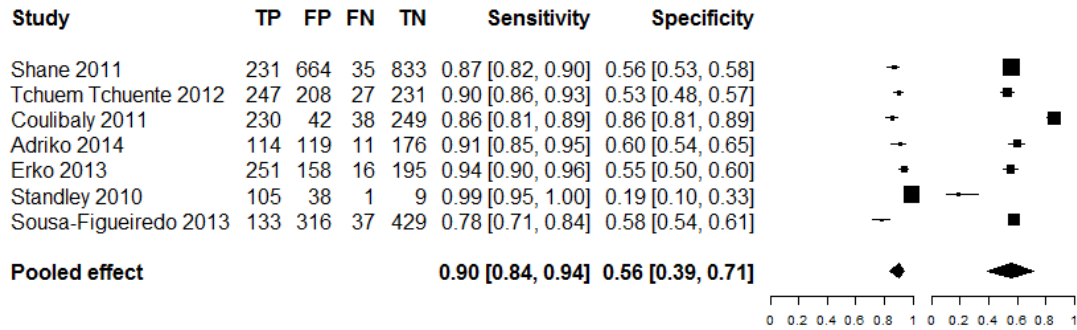 Study TP FP FN TN Sensitivity Specificity
Shane 2011 231 664 35 833 0.87 [0.82, 0.90] 0.56 [0.53, 0.58]
Tchuem Tchuente 2012 247 208 27 231 0.90 [0.86, 0.93] 0.53 [0.48, 0.57]
Coulibaly 2011 230 42 38 249 0.86 [0.81, 0.89] 0.86 [0.81, 0.89]
Adriko 2014 114 119 11 176 0.91 [0.85, 0.95] 0.60 [0.54, 0.65]
Erko 2013 251 158 16 195 0.94 [0.90, 0.96] 0.55 [0.50, 0.60]
Standley 2010 105 38 1 9 0.99 [0.95, 1.00] 0.19 [0.10, 0.33]
Sousa-Figueiredo 2013 133 316 37 429 0.78 [0.71, 0.84] 0.58 [0.54, 0.61]
Pooled effect 0.90 [0.84, 0.94] 0.56 [0.39, 0.71]
0 0.2 0.4 0.6 0.8 1 0 0.2 0.4 0.6 0.8 1